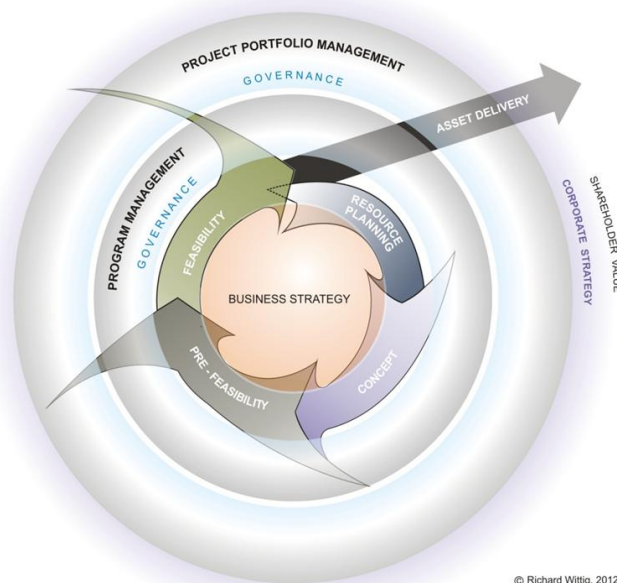 PROJECT PORTFOLIO MANAGEMENT
GOVERNANCE
ASSET DELIVERY
PROGRAM MANAGEMENT
GOVERNANCE
FEASIBILITY
RESOURCE
PLANNING
SHAREHOLDER VALUE
CORPORATE STRATEGY
BUSINESS STRATEGY
PRE - FEASIBILITY
CONCEPT
© Richard Wittig, 2012